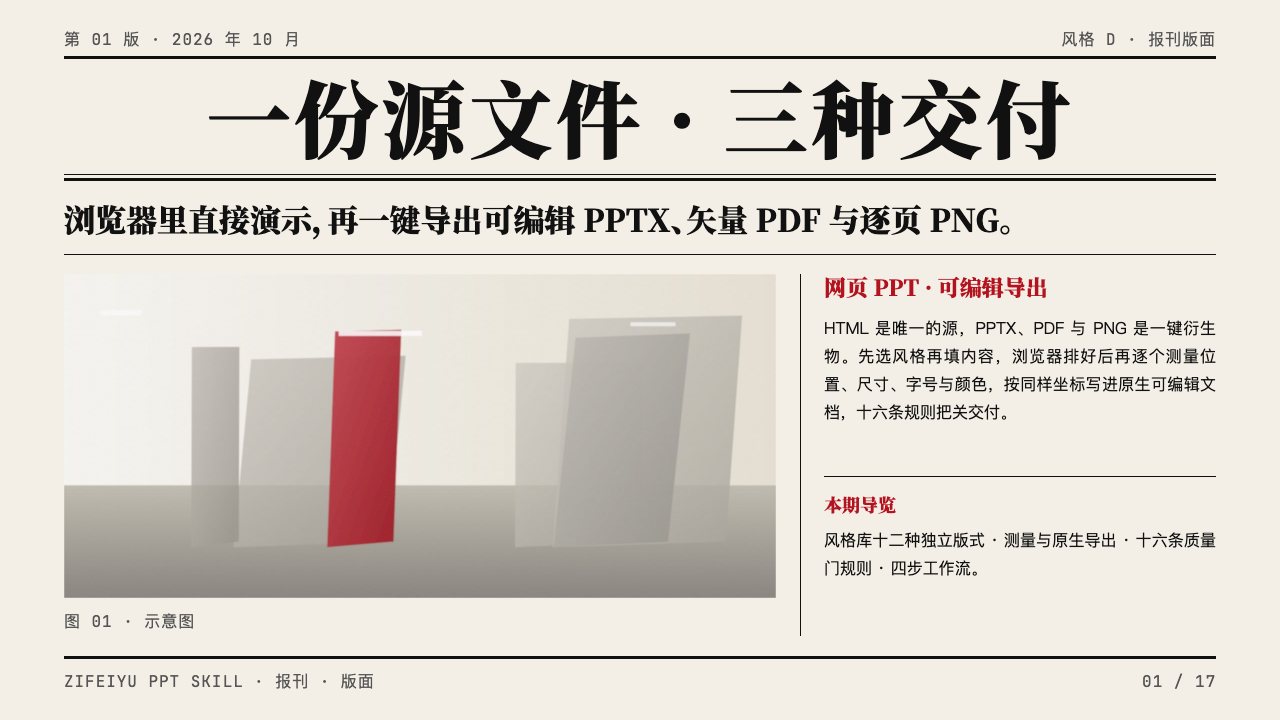 第 01 版 · 2026 年 10 月
风格 D · 报刊版面
一份源文件 · 三种交付
浏览器里直接演示，再一键导出可编辑 PPTX、矢量 PDF 与逐页 PNG。
图 01 · 示意图
网页 PPT · 可编辑导出
HTML 是唯一的源，PPTX、PDF 与 PNG 是一键衍生
物。先选风格再填内容，浏览器排好后再逐个测量位
置、尺寸、字号与颜色，按同样坐标写进原生可编辑文
档，十六条规则把关交付。
本期导览
风格库十二种独立版式 · 测量与原生导出 · 十六条质量
门规则 · 四步工作流。
ZIFEIYU PPT SKILL · 报刊 · 版面
01 / 17